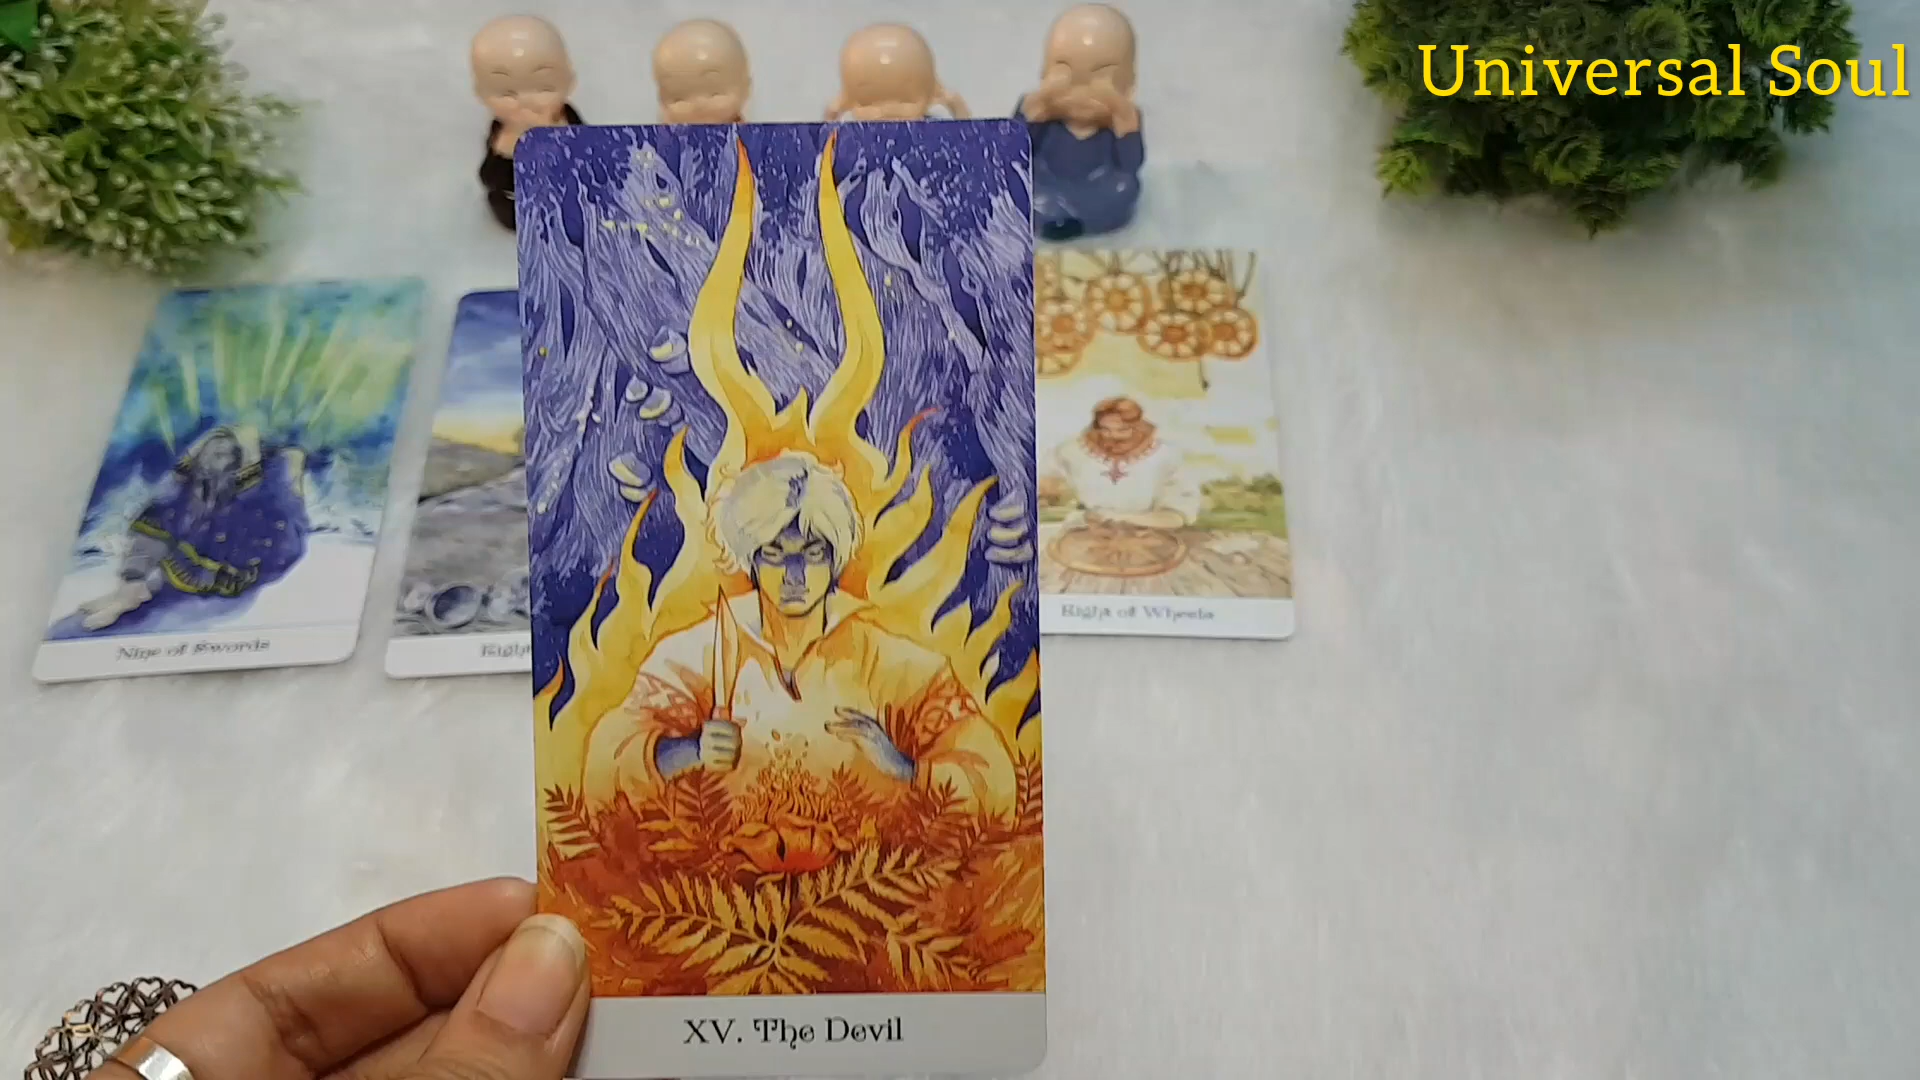 Universal Soul
Nine of Swords
Eight of Wheels
XV. The Devil